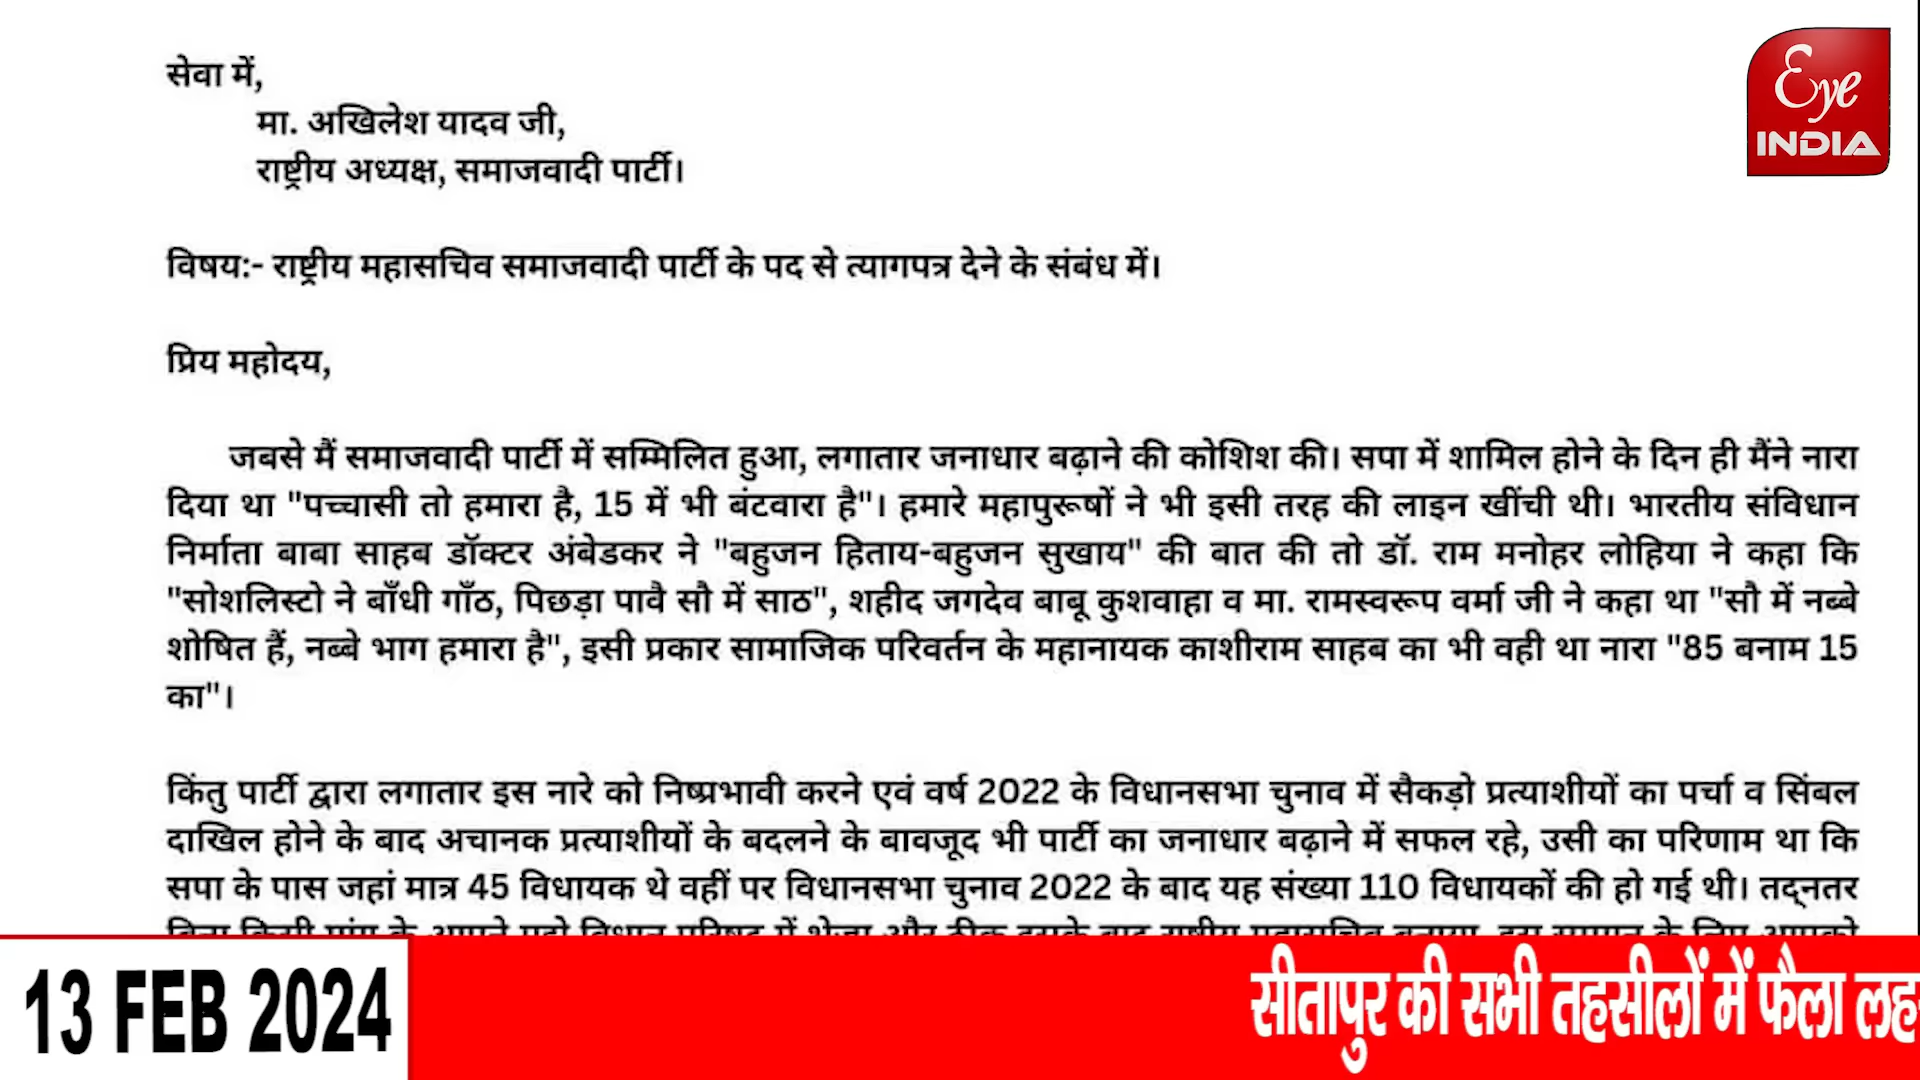 सेवा में,
मा. अखिलेश यादव जी,
राष्ट्रीय अध्यक्ष, समाजवादी पार्टी।
Eye
INDIA
विषय:- राष्ट्रीय महासचिव समाजवादी पार्टी के पद से त्यागपत्र देने के संबंध में।
प्रिय महोदय,
जबसे मैं समाजवादी पार्टी में सम्मिलित हुआ, लगातार जनाधार बढ़ाने की कोशिश की। सपा में शामिल होने के दिन ही मैंने नारा
दिया था "पच्चासी तो हमारा है, 15 में भी बंटवारा है"। हमारे महापुरूषों ने भी इसी तरह की लाइन खींची थी। भारतीय संविधान
निर्माता बाबा साहब डॉक्टर अंबेडकर ने "बहुजन हिताय-बहुजन सुखाय" की बात की तो डॉ. राम मनोहर लोहिया ने कहा कि
"सोशलिस्टो ने बाँधी गाँठ, पिछड़ा पावै सौ में साठ", शहीद जगदेव बाबू कुशवाहा व मा. रामस्वरूप वर्मा जी ने कहा था "सौ में नब्बे
शोषित हैं, नब्बे भाग हमारा है", इसी प्रकार सामाजिक परिवर्तन के महानायक काशीराम साहब का भी वही था नारा "85 बनाम 15
का"।
किंतु पार्टी द्वारा लगातार इस नारे को निष्प्रभावी करने एवं वर्ष 2022 के विधानसभा चुनाव में सैकड़ो प्रत्याशीयों का पर्चा व सिंबल
दाखिल होने के बाद अचानक प्रत्याशीयों के बदलने के बावजूद भी पार्टी का जनाधार बढ़ाने में सफल रहे, उसी का परिणाम था कि
सपा के पास जहां मात्र 45 विधायक थे वहीं पर विधानसभा चुनाव 2022 के बाद यह संख्या 110 विधायकों की हो गई थी। तद्नतर
13 FEB 2024
सीतापुर की सभी तहसीलों में फैला